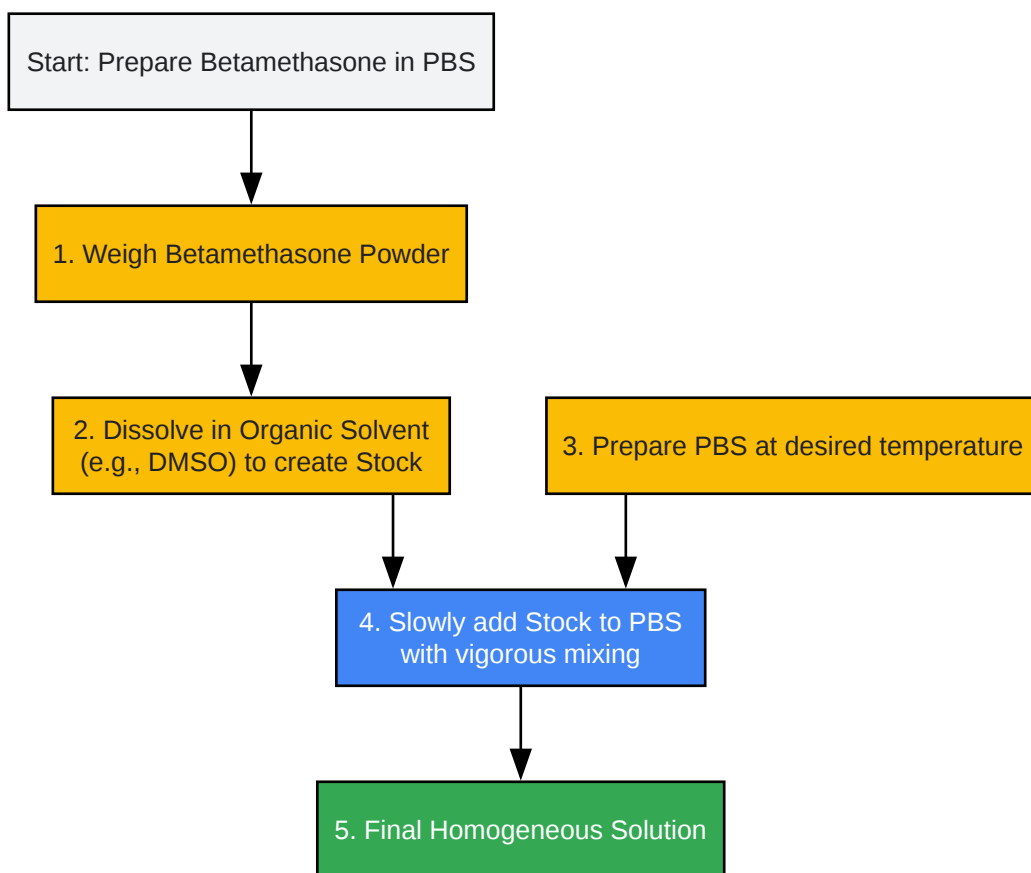 Start: Prepare Betamethasone in PBS
1. Weigh Betamethasone Powder
2. Dissolve in Organic Solvent
(e.g., DMSO) to create Stock
3. Prepare PBS at desired temperature
4. Slowly add Stock to PBS
with vigorous mixing
5. Final Homogeneous Solution